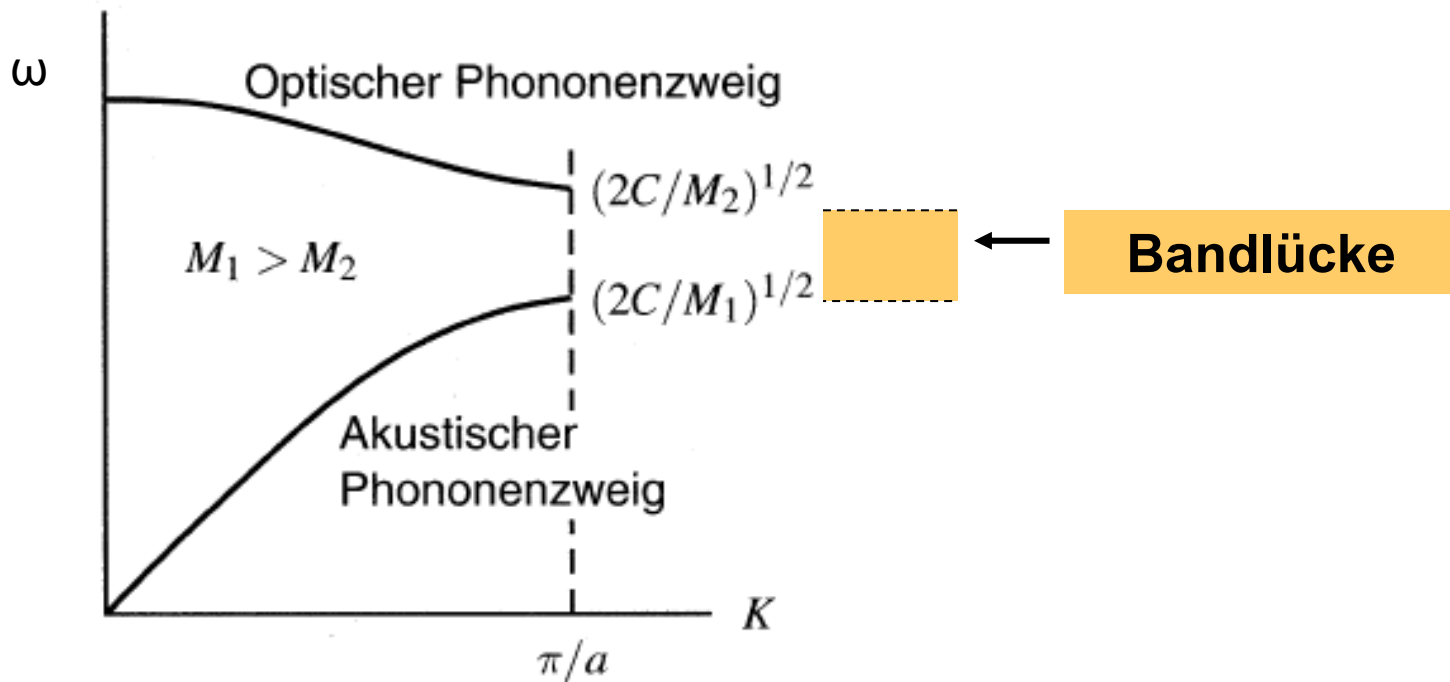 ω
Optischer Phononenzweig
(2C/M₂)^{1/2}
M₁ > M₂
Bandlücke
(2C/M₁)^{1/2}
Akustischer
Phononenzweig
K
π/a